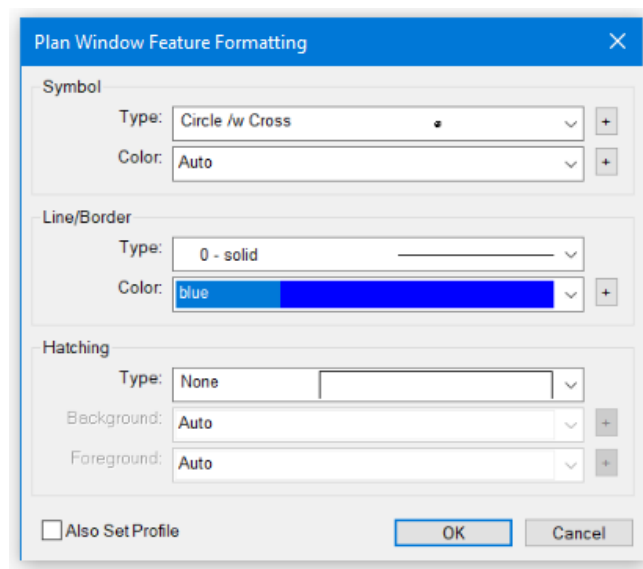 Plan Window Feature Formatting
Symbol
Type: Circle /w Cross +
Color: Auto +
Line/Border
Type: 0 - solid
Color: blue +
Hatching
Type: None
Background: Auto +
Foreground: Auto +
Also Set Profile OK Cancel